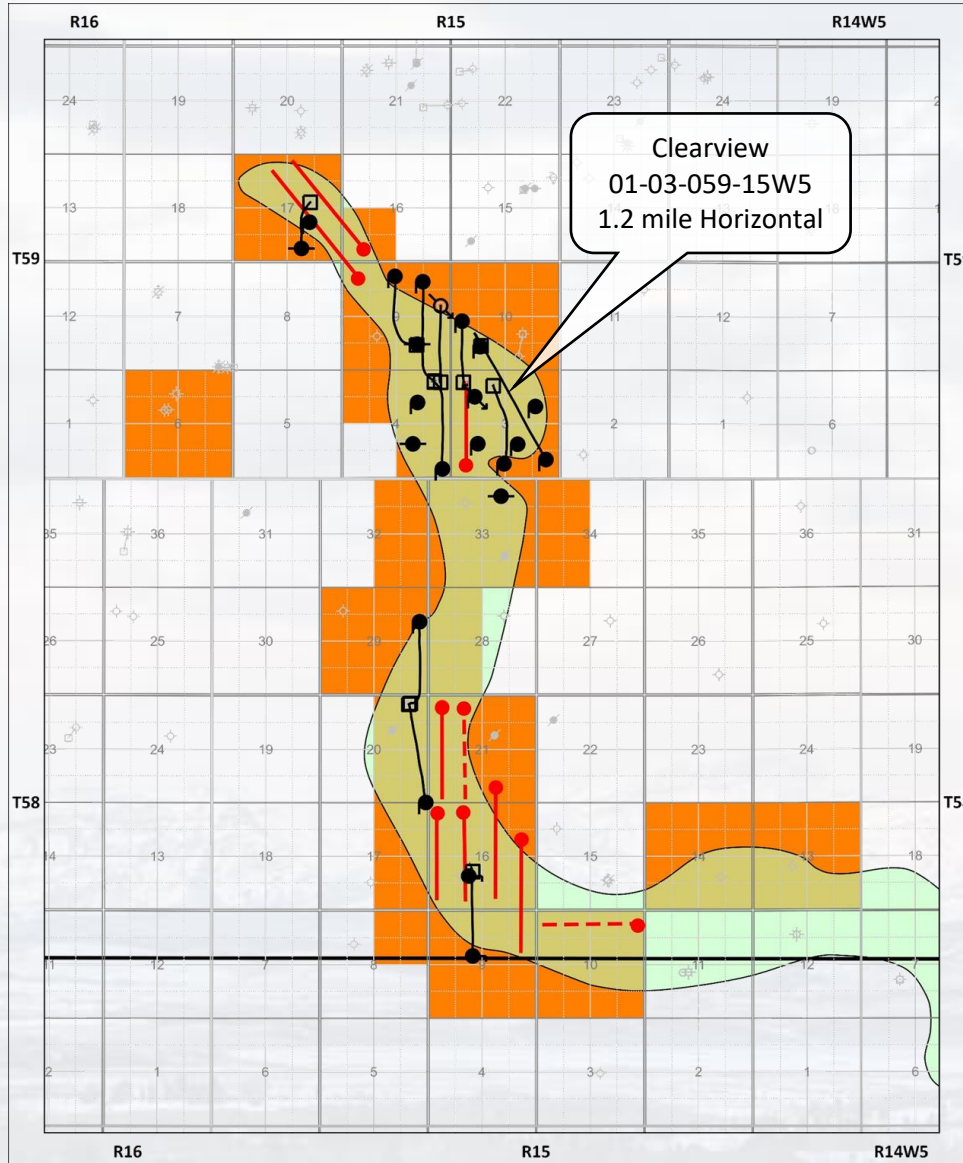 R16 R15 R14W5
24 19 20 21 22 23 24 19 2
Clearview
01-03-059-15W5
1.2 mile Horizontal
13 18 17 16 15 1
T59 T5
12 7 8 9 10 11 12 7
1 6 5 4 3 2 1 6
35 36 31 32 33 34 35 36 31
26 25 30 29 28 27 26 25 30
23 24 19 20 21 22 23 24 19
T58 T5
14 13 18 17 16 15 14 13 18
11 12 7 8 9 10 11 12 7
2 1 6 5 4 3 2 1 6
R16 R15 R14W5